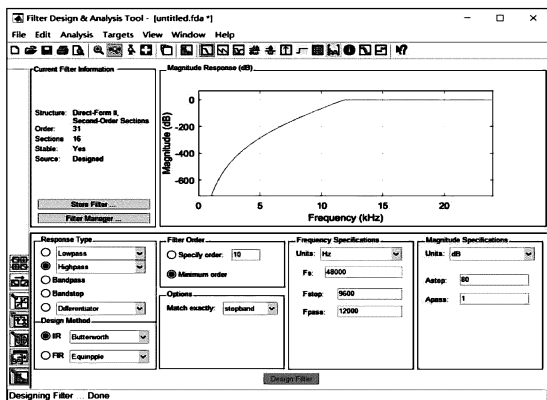 Filter Design & Analysis Tool - [untitled.fda *]
File Edit Analysis Targets View Window Help
Current Filter Information
Structure: Direct-Form II,
Second-Order Sections
Order: 31
Sections 16
Stable: Yes
Source: Designed
Store Filter ...
Filter Manager ...
Magnitude Response (dB)
Magnitude (dB)
0
-200
-400
-600
0 5 10 15 20
Frequency (kHz)
Response Type
Lowpass
Highpass
Bandpass
Bandstop
Differentiator
Design Method
IIR Butterworth
FIR Equiripple
Filter Order
Specify order: 10
Minimum order
Options
Match exactly: stopband
Frequency Specifications
Units: Hz
Fs: 48000
Fstop: 9600
Fpass: 12000
Magnitude Specifications
Units: dB
Astop: 80
Apass: 1
Design Filter
Designing Filter ... Done